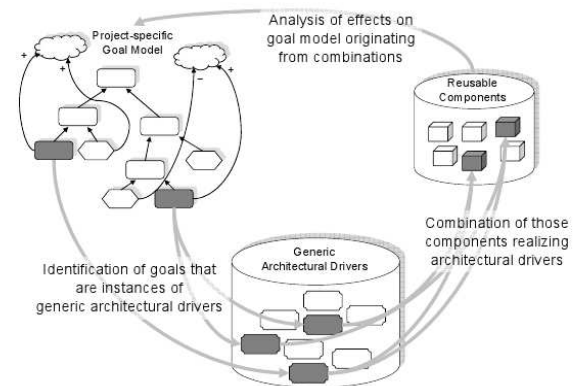 Analysis of effects on
goal model originating
from combinations
Project-specific
Goal Model
+
+
−
+
Reusable
Components
Combination of those
components realizing
architectural drivers
Generic
Architectural Drivers
Identification of goals that
are instances of
generic architectural drivers